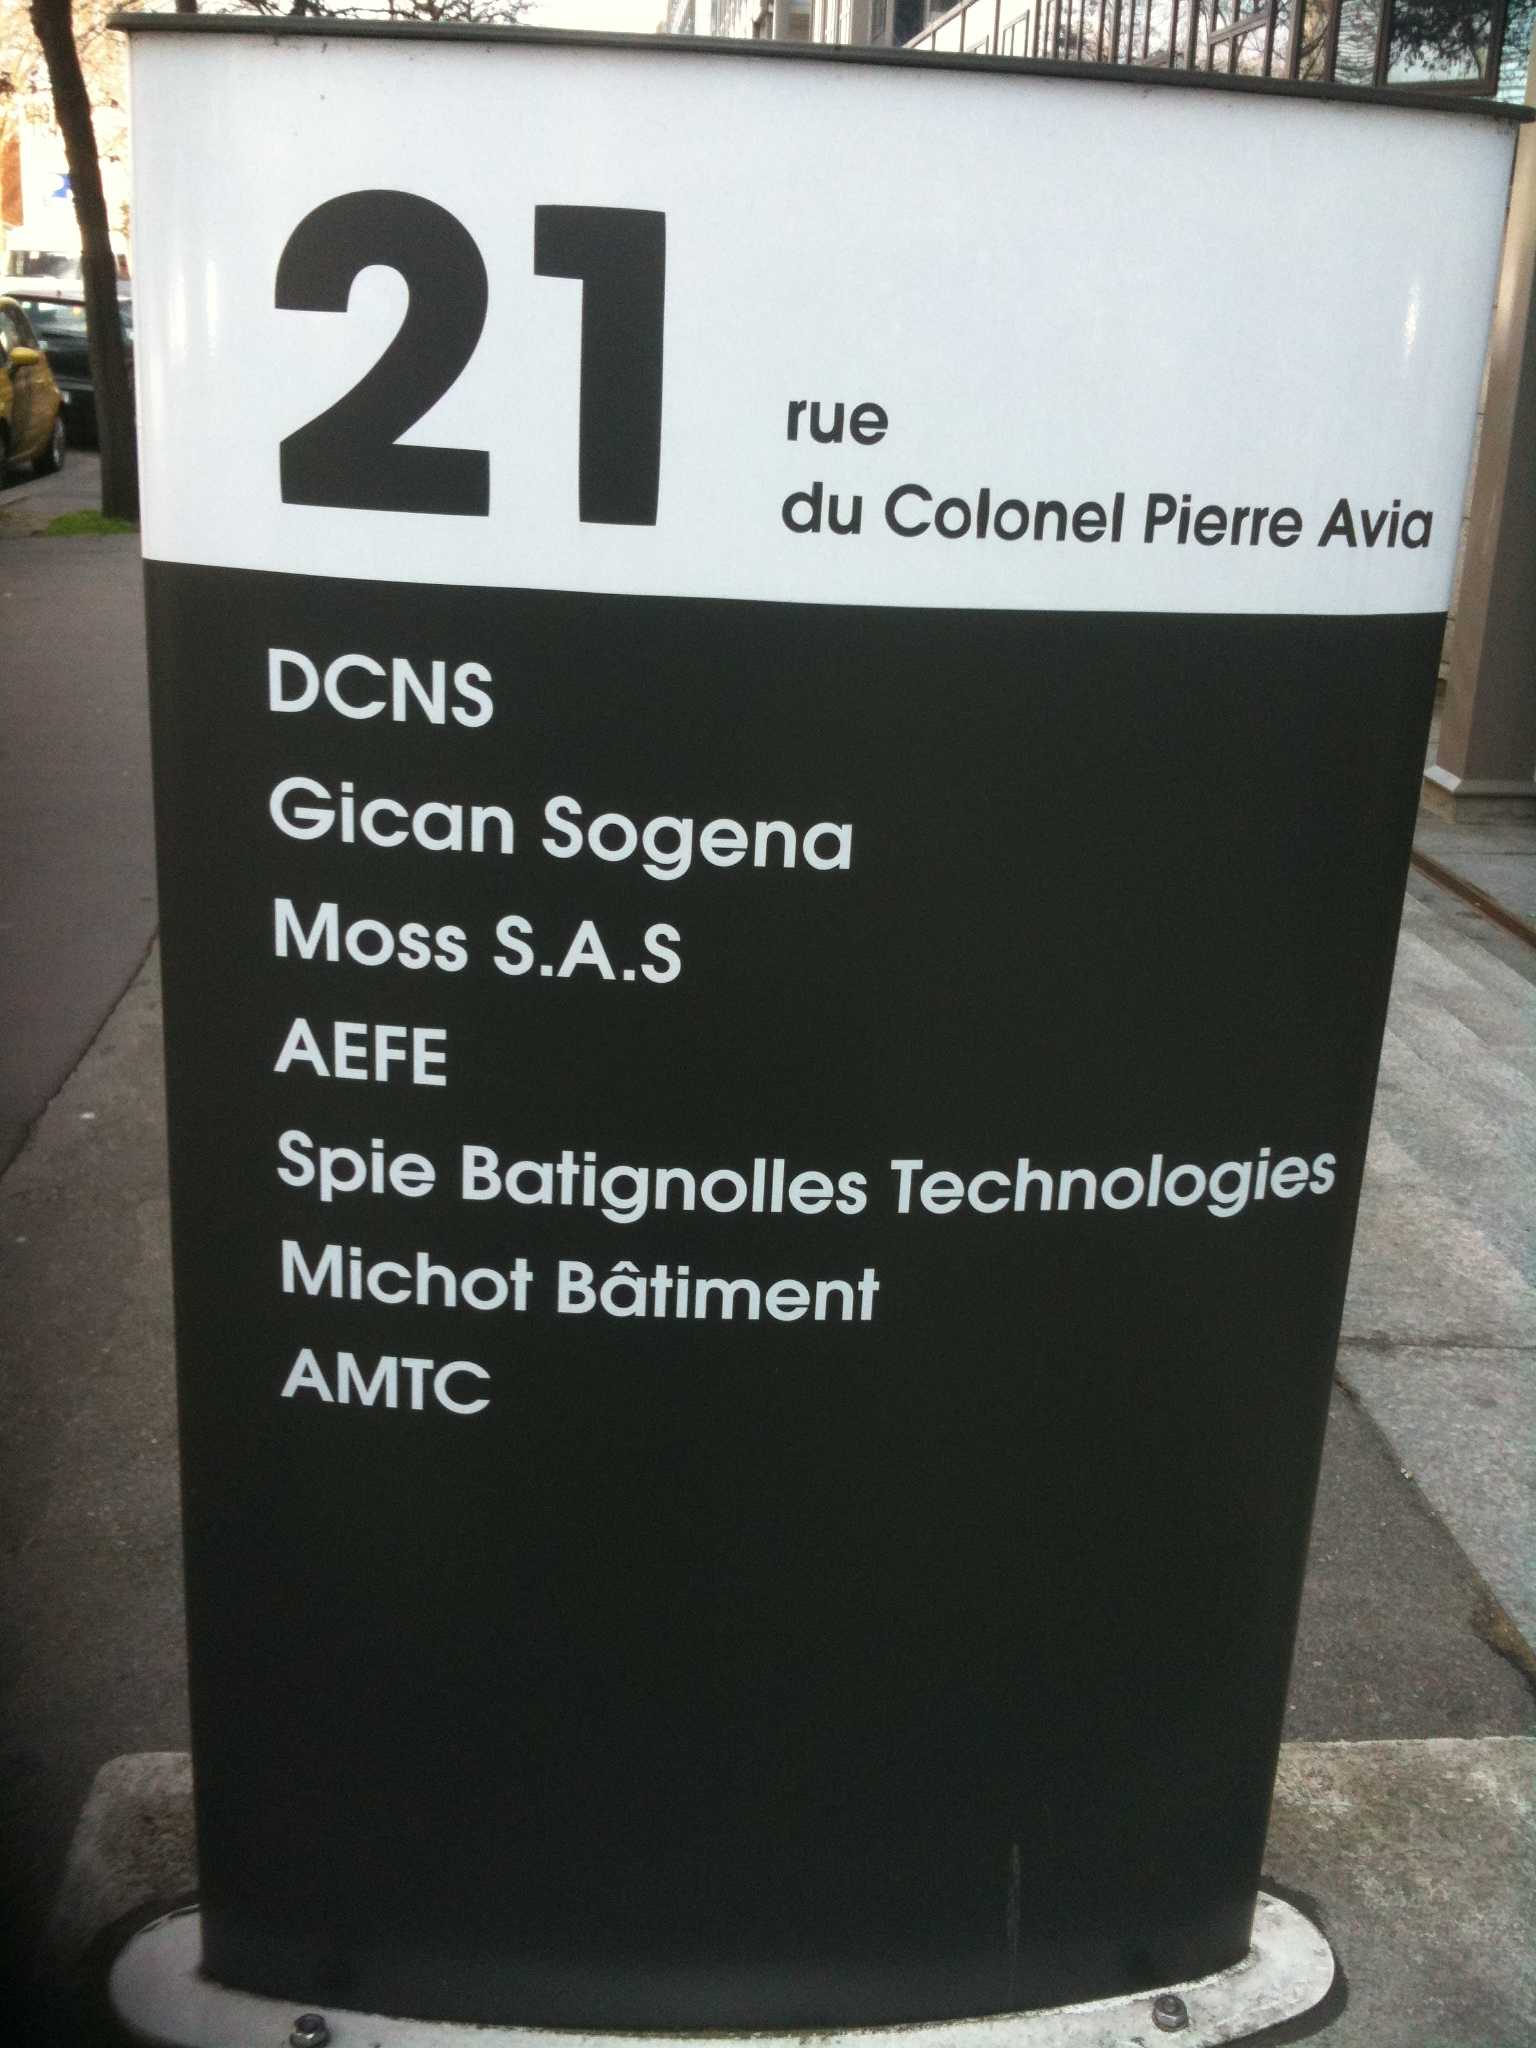 21
rue
du Colonel Pierre Avia
DCNS
Gican Sogena
Moss S.A.S
AEFE
Spie Batignolles Technologies
Michot Bâtiment
AMTC